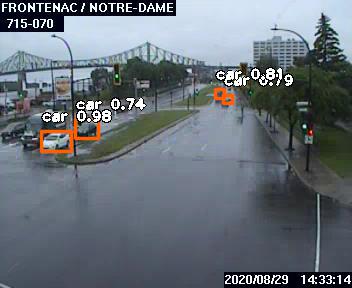 FRONTENAC / NOTRE-DAME
715-070
car 0.81
car 0.79
car 0.74
car 0.98
2020/08/29 14:33:14